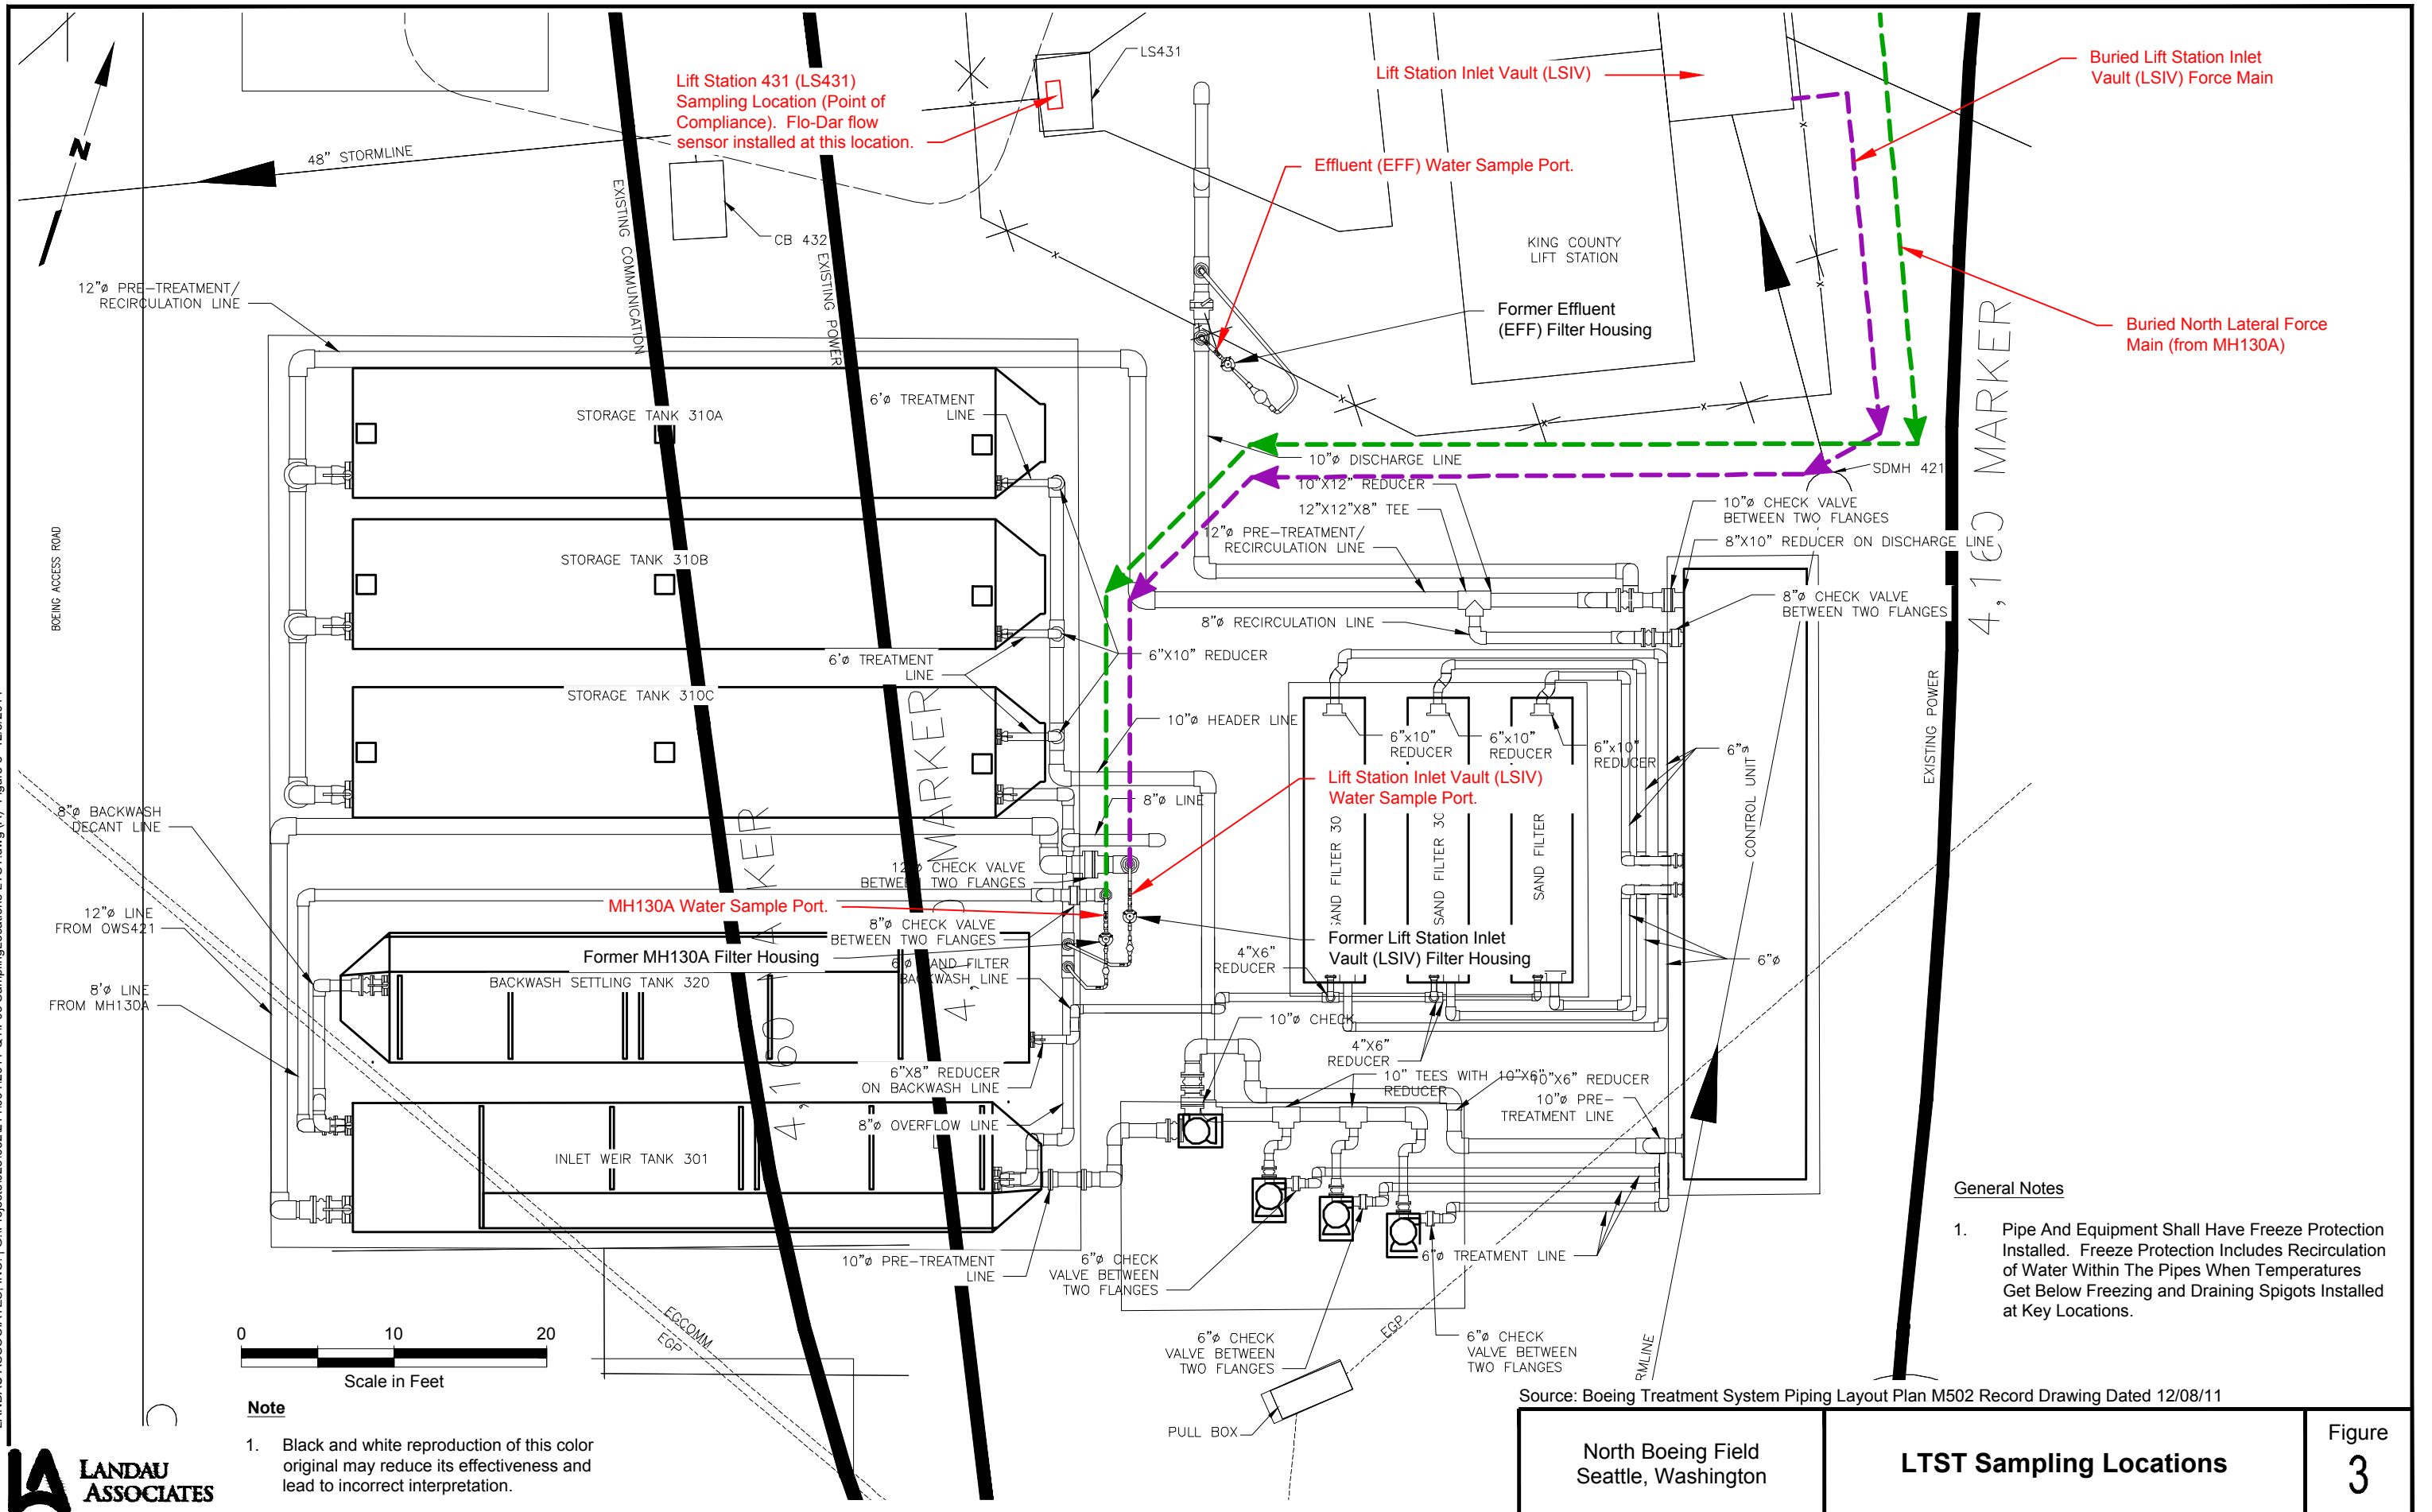 LS431
Lift Station 431 (LS431)
Sampling Location (Point of
Compliance).  Flo-Dar flow
sensor installed at this location.
Lift Station Inlet Vault (LSIV)
Buried Lift Station Inlet
Vault (LSIV) Force Main
N
48" STORMLINE
Effluent (EFF) Water Sample Port.
EXISTING COMMUNICATION
CB 432
EXISTING POWER
KING COUNTY
LIFT STATION
12"ø PRE-TREATMENT/
RECIRCULATION LINE
Former Effluent
(EFF) Filter Housing
Buried North Lateral Force
Main (from MH130A)
4,160 MARKER
STORAGE TANK 310A
6'ø TREATMENT
LINE
10"ø DISCHARGE LINE
SDMH 421
10"X12" REDUCER
12"X12"X8" TEE
12"ø PRE-TREATMENT/
RECIRCULATION LINE
10"ø CHECK VALVE
BETWEEN TWO FLANGES
8"X10" REDUCER ON DISCHARGE LINE
BOEING ACCESS ROAD
STORAGE TANK 310B
8"ø CHECK VALVE
BETWEEN TWO FLANGES
8"ø RECIRCULATION LINE
6'ø TREATMENT
LINE
6"X10" REDUCER
STORAGE TANK 310C
EXISTING POWER
10"ø HEADER LINE
6"x10"
REDUCER
6"x10"
REDUCER
6"x10"
REDUCER
6"ø
Lift Station Inlet Vault (LSIV)
Water Sample Port.
8"ø LINE
8"ø BACKWASH
DECANT LINE
SAND FILTER 30
SAND FILTER 30
SAND FILTER
CONTROL UNIT
4,160 MARKER
4,160 MARKER
12"ø CHECK VALVE
BETWEEN TWO FLANGES
MH130A Water Sample Port.
12"ø LINE
FROM OWS421
8"ø CHECK VALVE
BETWEEN TWO FLANGES
Former MH130A Filter Housing
Former Lift Station Inlet
Vault (LSIV) Filter Housing
4"X6"
REDUCER
6"ø
6"ø SAND FILTER
BACKWASH LINE
BACKWASH SETTLING TANK 320
8'ø LINE
FROM MH130A
10"ø CHECK
4"X6"
REDUCER
6"X8" REDUCER
ON BACKWASH LINE
10" TEES WITH 10"X6"
REDUCER
10"X6" REDUCER
10"ø PRE-
TREATMENT LINE
8"ø OVERFLOW LINE
INLET WEIR TANK 301
General Notes
1. Pipe And Equipment Shall Have Freeze Protection
Installed.  Freeze Protection Includes Recirculation
of Water Within The Pipes When Temperatures
Get Below Freezing and Draining Spigots Installed
at Key Locations.
10"ø PRE-TREATMENT
LINE
6"ø CHECK
VALVE BETWEEN
TWO FLANGES
6"ø TREATMENT LINE
EGCOMM
EGP
EGP
6"ø CHECK
VALVE BETWEEN
TWO FLANGES
6"ø CHECK
VALVE BETWEEN
TWO FLANGES
RMLINE
0 10 20
Scale in Feet
PULL BOX
Note
1. Black and white reproduction of this color
original may reduce its effectiveness and
lead to incorrect interpretation.
Source: Boeing Treatment System Piping Layout Plan M502 Record Drawing Dated 12/08/11
LANDAU
ASSOCIATES
North Boeing Field
Seattle, Washington
LTST Sampling Locations
Figure
3